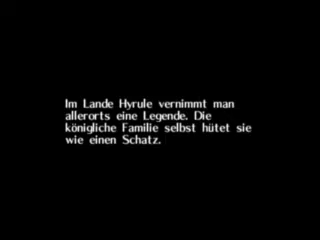 Im Lande Hyrule vernimmt man
allerorts eine Legende. Die
königliche Familie selbst hütet sie
wie einen Schatz.